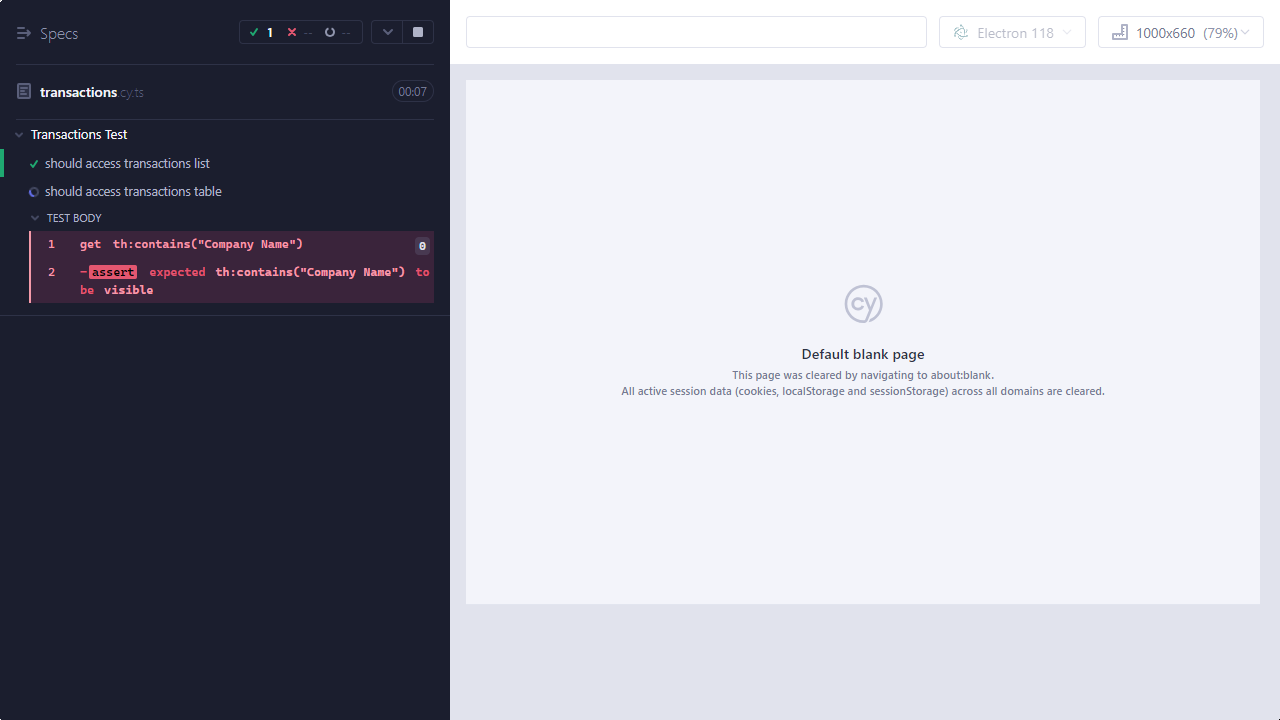 Specs
1
--
--
Electron 118
1000x660 (79%)
transactions.cy.ts
00:07
Transactions Test
should access transactions list
should access transactions table
TEST BODY
1 get th:contains("Company Name") 0
2 -assert expected th:contains("Company Name") to
be visible
cy
Default blank page
This page was cleared by navigating to about:blank.
All active session data (cookies, localStorage and sessionStorage) across all domains are cleared.